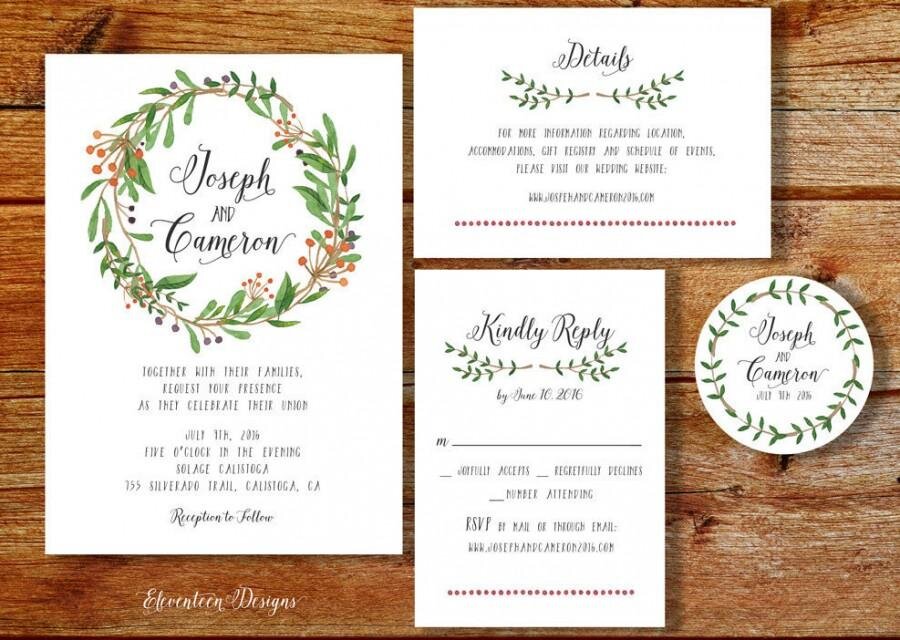 Joseph
AND
Cameron
TOGETHER WITH THEIR FAMILIES,
REQUEST YOUR PRESENCE
AS THEY CELEBRATE THEIR UNION
JULY 9TH, 2016
FIVE O'CLOCK IN THE EVENING
SOLAGE CALISTOGA
755 SILVERADO TRAIL, CALISTOGA, CA
Reception to Follow
Eleventeen Designs
Details
FOR MORE INFORMATION REGARDING LOCATION,
ACCOMMODATIONS, GIFT REGISTRY AND SCHEDULE OF EVENTS,
PLEASE VISIT OUR WEDDING WEBSITE:
WWW.JOSPEHANDCAMERON2016.COM
Kindly Reply
by June 10, 2016
m
JOYFULLY ACCEPTS REGRETFULLY DECLINES
NUMBER ATTENDING
RSVP BY MAIL OR THROUGH EMAIL:
WWW.JOSEPHANDCAMERON2016.COM
Joseph
AND
Cameron
JULY 9TH 2016